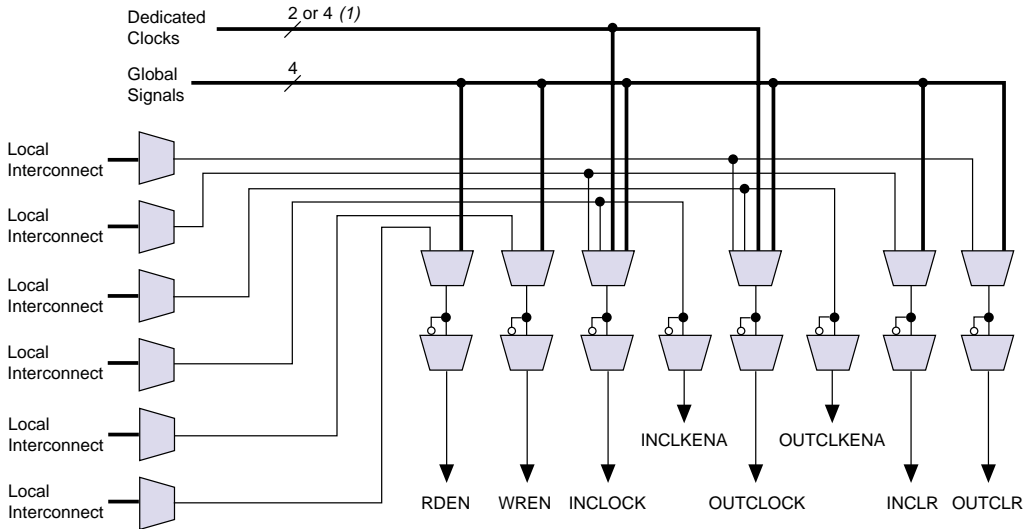 Dedicated
Clocks
2 or 4 (1)
Global
Signals
4
Local
Interconnect
Local
Interconnect
Local
Interconnect
Local
Interconnect
Local
Interconnect
Local
Interconnect
INCLKENA
OUTCLKENA
RDEN
WREN
INCLOCK
OUTCLOCK
INCLR
OUTCLR